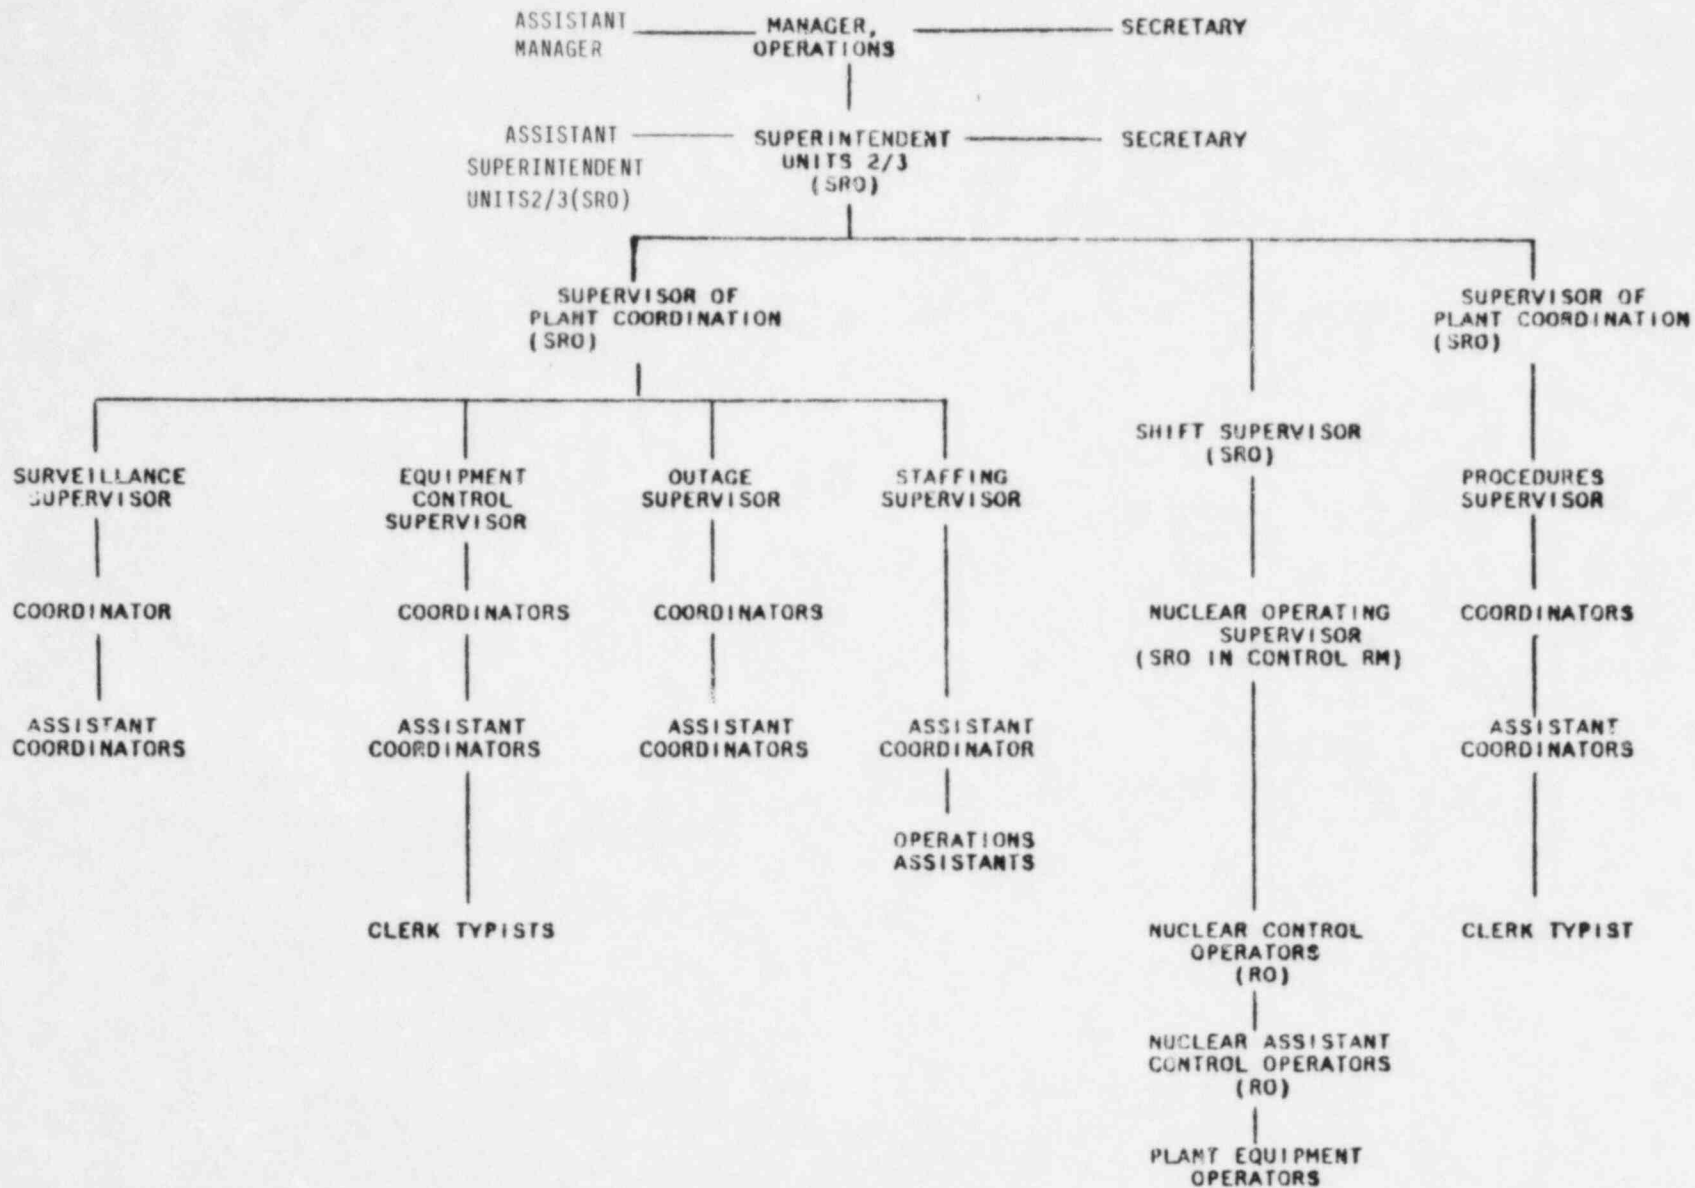 ASSISTANT
MANAGER
MANAGER,
OPERATIONS
SECRETARY
ASSISTANT
SUPERINTENDENT
UNITS2/3(SRO)
SUPERINTENDENT
UNITS 2/3
(SRO)
SECRETARY
SUPERVISOR OF
PLANT COORDINATION
(SRO)
SUPERVISOR OF
PLANT COORDINATION
(SRO)
SURVEILLANCE
SUPERVISOR
EQUIPMENT
CONTROL
SUPERVISOR
OUTAGE
SUPERVISOR
STAFFING
SUPERVISOR
SHIFT SUPERVISOR
(SRO)
PROCEDURES
SUPERVISOR
COORDINATOR
COORDINATORS
COORDINATORS
NUCLEAR OPERATING
SUPERVISOR
(SRO IN CONTROL RM)
COORDINATORS
ASSISTANT
COORDINATORS
ASSISTANT
COORDINATORS
ASSISTANT
COORDINATORS
ASSISTANT
COORDINATOR
ASSISTANT
COORDINATORS
OPERATIONS
ASSISTANTS
CLERK TYPISTS
NUCLEAR CONTROL
OPERATORS
(RO)
CLERK TYPIST
NUCLEAR ASSISTANT
CONTROL OPERATORS
(RO)
PLANT EQUIPMENT
OPERATORS